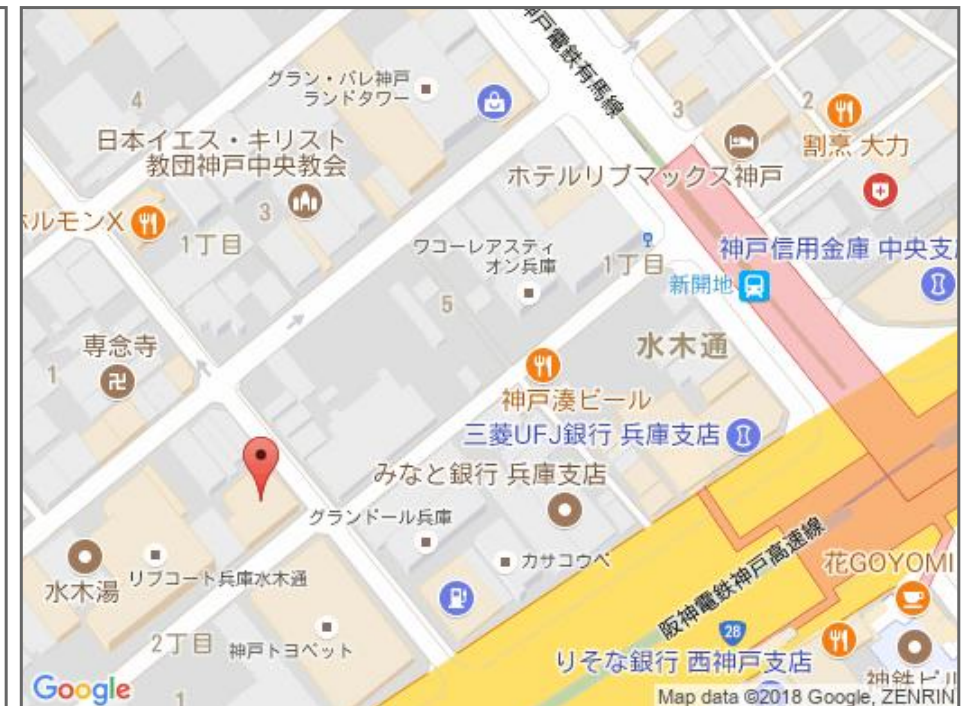 神戸電鉄有馬線
グラン・パレ神戸
ランドタワー
4
3
2
日本イエス・キリスト
教団神戸中央教会
割烹 大力
ホテルリブマックス神戸
ルモンX
3
1丁目
ワコーレアスティ
オン兵庫
1丁目
神戸信用金庫 中央支
新開地
5
専念寺
1
水木通
神戸湊ビール
三菱UFJ銀行 兵庫支店
みなと銀行 兵庫支店
グランドール兵庫
カサコウベ
阪神電鉄神戸高速線
花GOYOMI
水木湯
リブコート兵庫水木通
28
2丁目
神戸トヨペット
りそな銀行 西神戸支店
神鉄ビル
1
Google
Map data ©2018 Google, ZENRIN